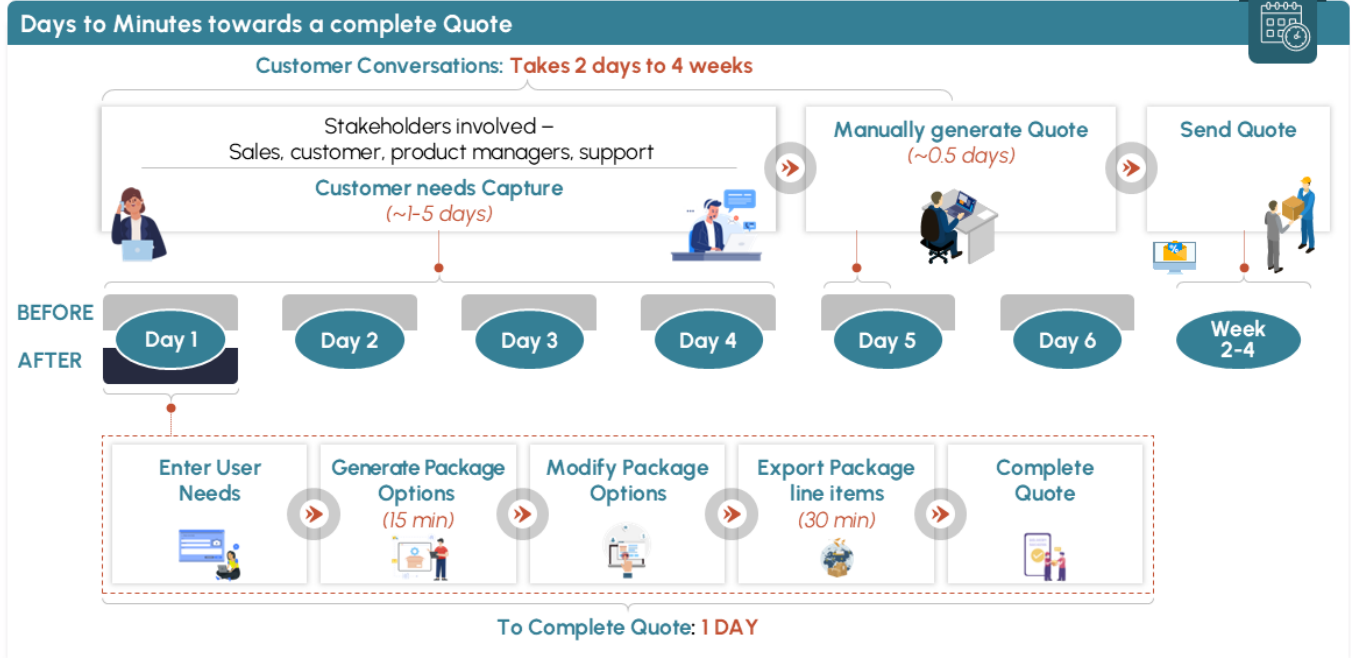 Days to Minutes towards a complete Quote
Customer Conversations: Takes 2 days to 4 weeks
Stakeholders involved –
Sales, customer, product managers, support
Customer needs Capture
(~1-5 days)
Manually generate Quote
(~0.5 days)
Send Quote
BEFORE
AFTER
Day 1
Day 2
Day 3
Day 4
Day 5
Day 6
Week
2-4
Enter User
Needs
Generate Package
Options
(15 min)
Modify Package
Options
Export Package
line items
(30 min)
Complete
Quote
To Complete Quote: 1 DAY